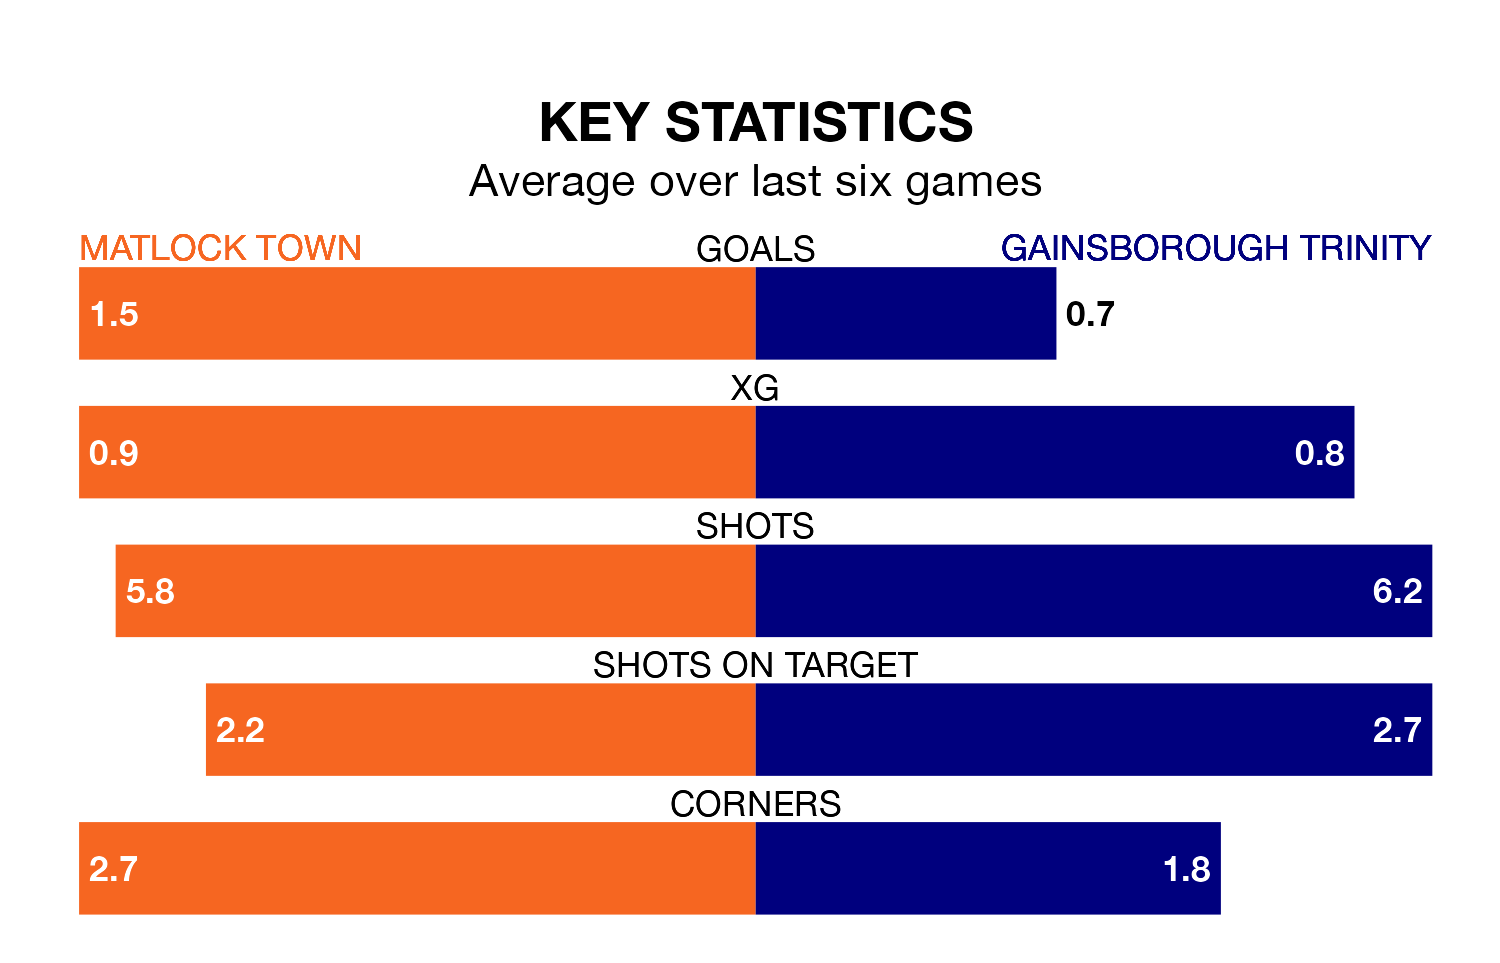 KEY STATISTICS
Average over last six games
MATLOCK TOWN GOALS GAINSBOROUGH TRINITY
1.5 0.7
XG
0.9 0.8
SHOTS
5.8 6.2
SHOTS ON TARGET
2.2 2.7
CORNERS
2.7 1.8